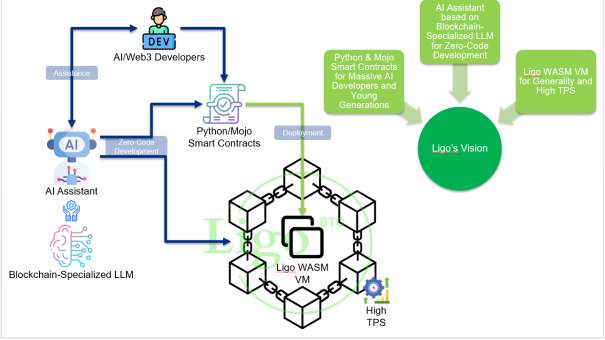 DEV
AI/Web3 Developers
Assistance
AI
AI Assistant
Zero-Code
Development
Blockchain-Specialized LLM
Python/Mojo
Smart Contracts
Deployment
Ligo
BTC
Ligo WASM
VM
High
TPS
Python & Mojo
Smart Contracts
for Massive AI
Developers and
Young
Generations
AI Assistant
based on
Blockchain-
Specialized LLM
for Zero-Code
Development
Ligo WASM VM
for Generality and
High TPS
Ligo's Vision